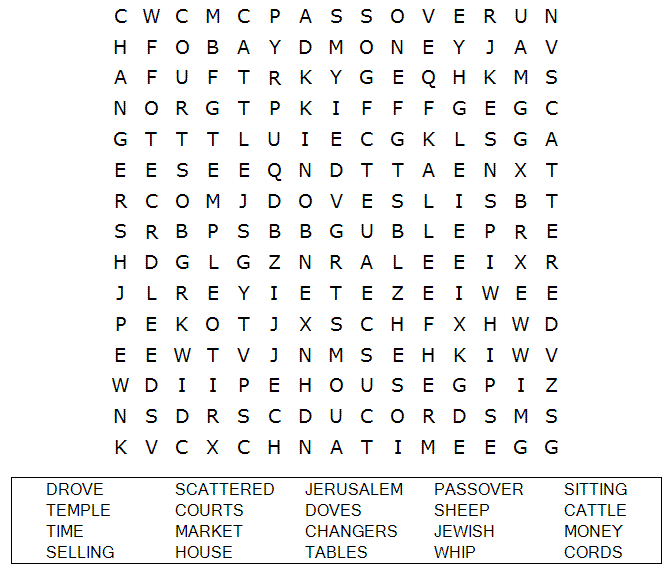 C W C M C P A S S O V E R U N
H F O B A Y D M O N E Y J A V
A F U F T R K Y G E Q H K M S
N O R G T P K I F F F G E G C
G T T T L U I E C G K L S G A
E E S E E Q N D T T A E N X T
R C O M J D O V E S L I S B T
S R B P S B B G U B L E P R E
H D G L G Z N R A L E E I X R
J L R E Y I E T E Z E I W E E
P E K O T J X S C H F X H W D
E E W T V J N M S E H K I W V
W D I I P E H O U S E G P I Z
N S D R S C D U C O R D S M S
K V C X C H N A T I M E E G G
DROVE SCATTERED JERUSALEM PASSOVER SITTING
TEMPLE COURTS DOVES SHEEP CATTLE
TIME MARKET CHANGERS JEWISH MONEY
SELLING HOUSE TABLES WHIP CORDS